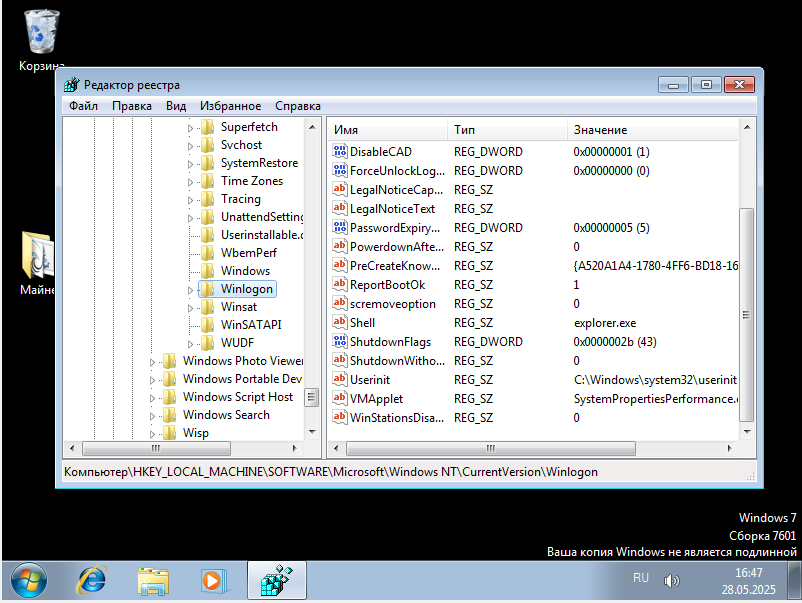 Корзина
Редактор реестра
Файл Правка Вид Избранное Справка
Superfetch
Svchost
SystemRestore
Time Zones
Tracing
UnattendSetting
Userinstallable.d
WbemPerf
Windows
Winlogon
Winsat
WinSATAPI
WUDF
Windows Photo Viewer
Windows Portable Dev
Windows Script Host
Windows Search
Wisp
Имя Тип Значение
DisableCAD REG_DWORD 0x00000001 (1)
ForceUnlockLog... REG_DWORD 0x00000000 (0)
LegalNoticeCap... REG_SZ
LegalNoticeText REG_SZ
PasswordExpiry... REG_DWORD 0x00000005 (5)
PowerdownAfte... REG_SZ 0
PreCreateKnow... REG_SZ {A520A1A4-1780-4FF6-BD18-16
ReportBootOk REG_SZ 1
scremoveoption REG_SZ 0
Shell REG_SZ explorer.exe
ShutdownFlags REG_DWORD 0x0000002b (43)
ShutdownWitho... REG_SZ 0
Userinit REG_SZ C:\Windows\system32\userinit
VMApplet REG_SZ SystemPropertiesPerformance.e
WinStationsDisa... REG_SZ 0
Майне
Компьютер\HKEY_LOCAL_MACHINE\SOFTWARE\Microsoft\Windows NT\CurrentVersion\Winlogon
Windows 7
Сборка 7601
Ваша копия Windows не является подлинной
RU
16:47
28.05.2025